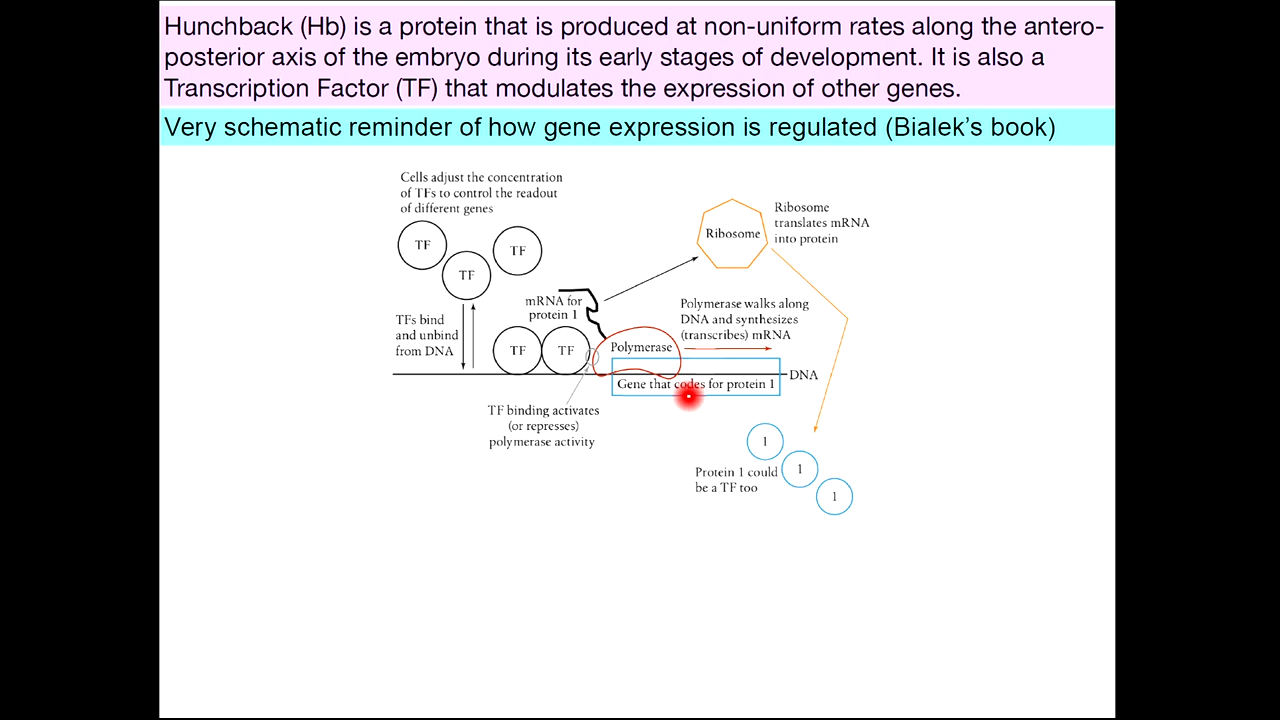 Hunchback (Hb) is a protein that is produced at non-uniform rates along the antero-
posterior axis of the embryo during its early stages of development. It is also a
Transcription Factor (TF) that modulates the expression of other genes.
Very schematic reminder of how gene expression is regulated (Bialek's book)
Cells adjust the concentration
of TFs to control the readout
of different genes
TF
TF
TF
Ribosome
Ribosome
translates mRNA
into protein
mRNA for
protein 1
TFs bind
and unbind
from DNA
Polymerase walks along
DNA and synthesizes
(transcribes) mRNA
TF
TF
Polymerase
DNA
Gene that codes for protein 1
TF binding activates
(or represses)
polymerase activity
1
1
1
Protein 1 could
be a TF too